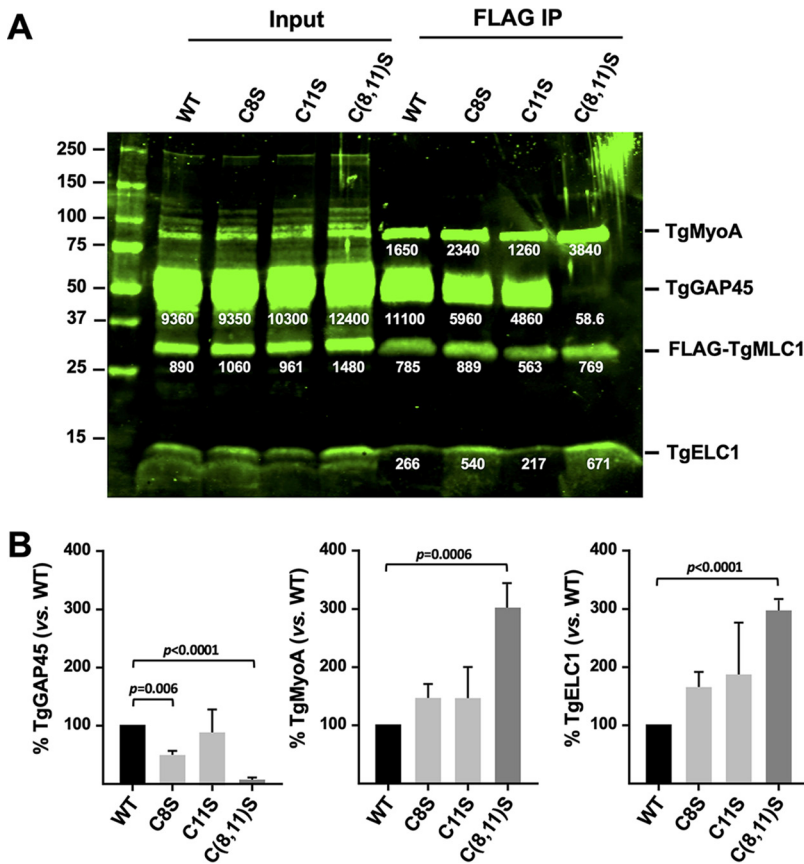 A
Input FLAG IP
WT C8S C11S C(8,11)S WT C8S C11S C(8,11)S
250
150
100
75
50
37
25
15
1650 2340 1260 3840
9360 9350 10300 12400 11100 5960 4860 58.6
890 1060 961 1480 785 889 563 769
266 540 217 671
TgMyoA
TgGAP45
FLAG-TgMLC1
TgELC1
B
% TgGAP45 (vs. WT)
400
300
200
100
p<0.0001
p=0.006
WT C8S C11S C(8,11)S
% TgMyoA (vs. WT)
400
300
200
100
p=0.0006
WT C8S C11S C(8,11)S
% TgELC1 (vs. WT)
400
300
200
100
p<0.0001
WT C8S C11S C(8,11)S